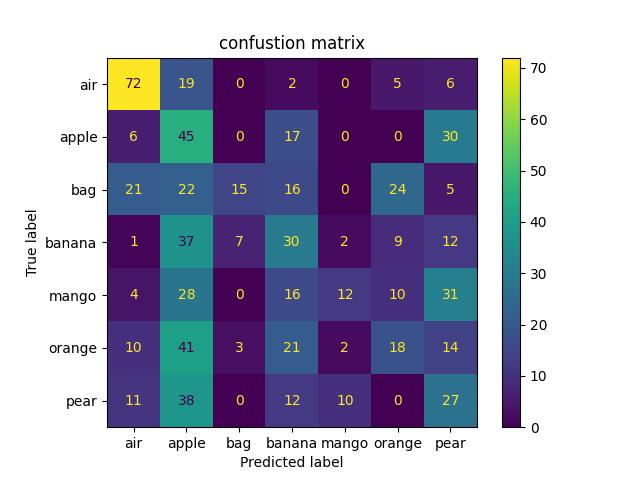 confustion matrix
air 72 19 0 2 0 5 6
apple 6 45 0 17 0 0 30
bag 21 22 15 16 0 24 5
banana 1 37 7 30 2 9 12
mango 4 28 0 16 12 10 31
orange 10 41 3 21 2 18 14
pear 11 38 0 12 10 0 27
air apple bag banana mango orange pear
Predicted label
True label
70
60
50
40
30
20
10
0